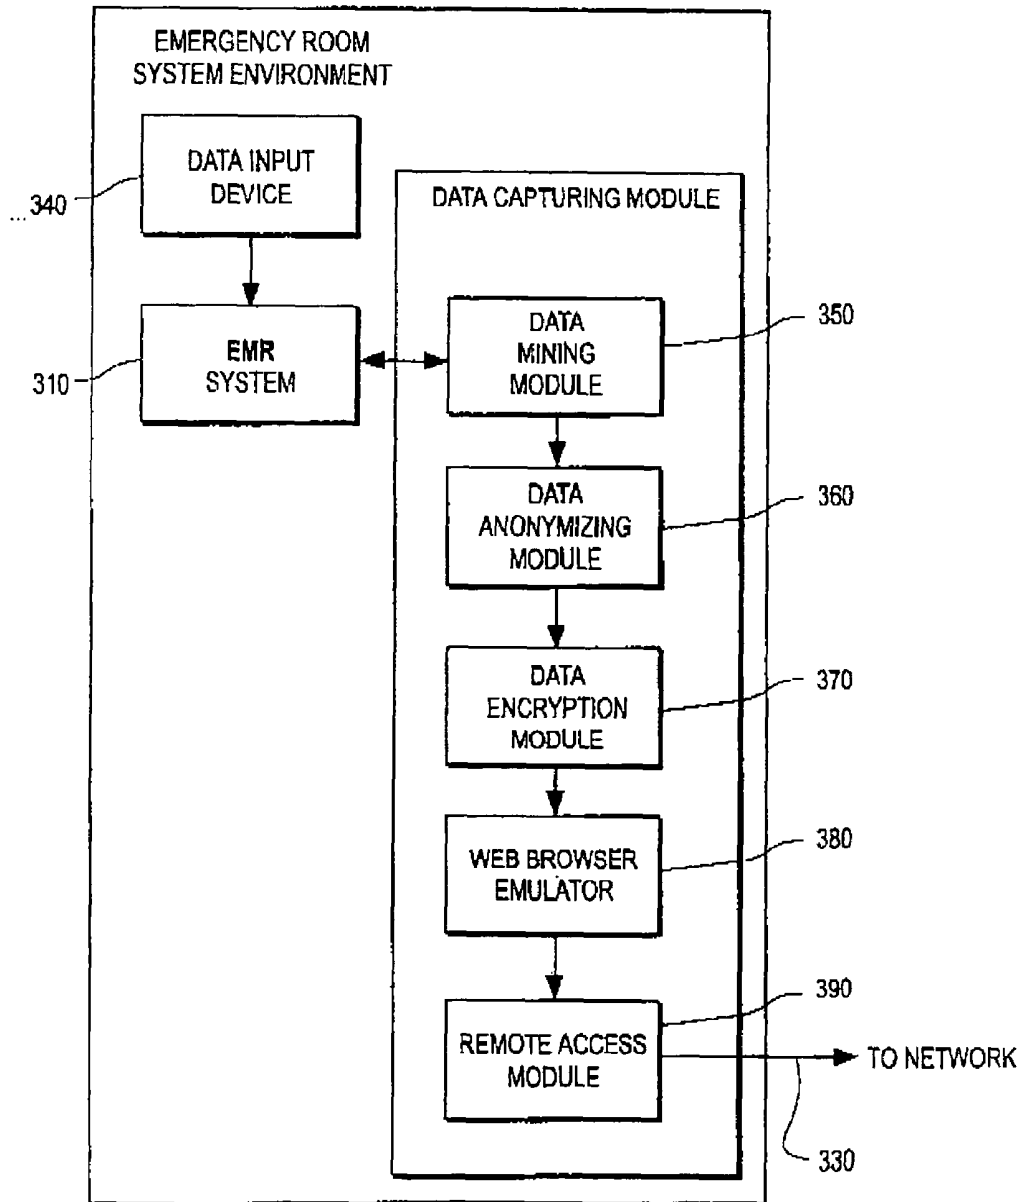 EMERGENCY ROOM
SYSTEM ENVIRONMENT
DATA INPUT
DEVICE
... 340
DATA CAPTURING MODULE
EMR
SYSTEM
310
DATA
MINING
MODULE
350
DATA
ANONYMIZING
MODULE
360
DATA
ENCRYPTION
MODULE
370
WEB BROWSER
EMULATOR
380
REMOTE ACCESS
MODULE
390
TO NETWORK
330